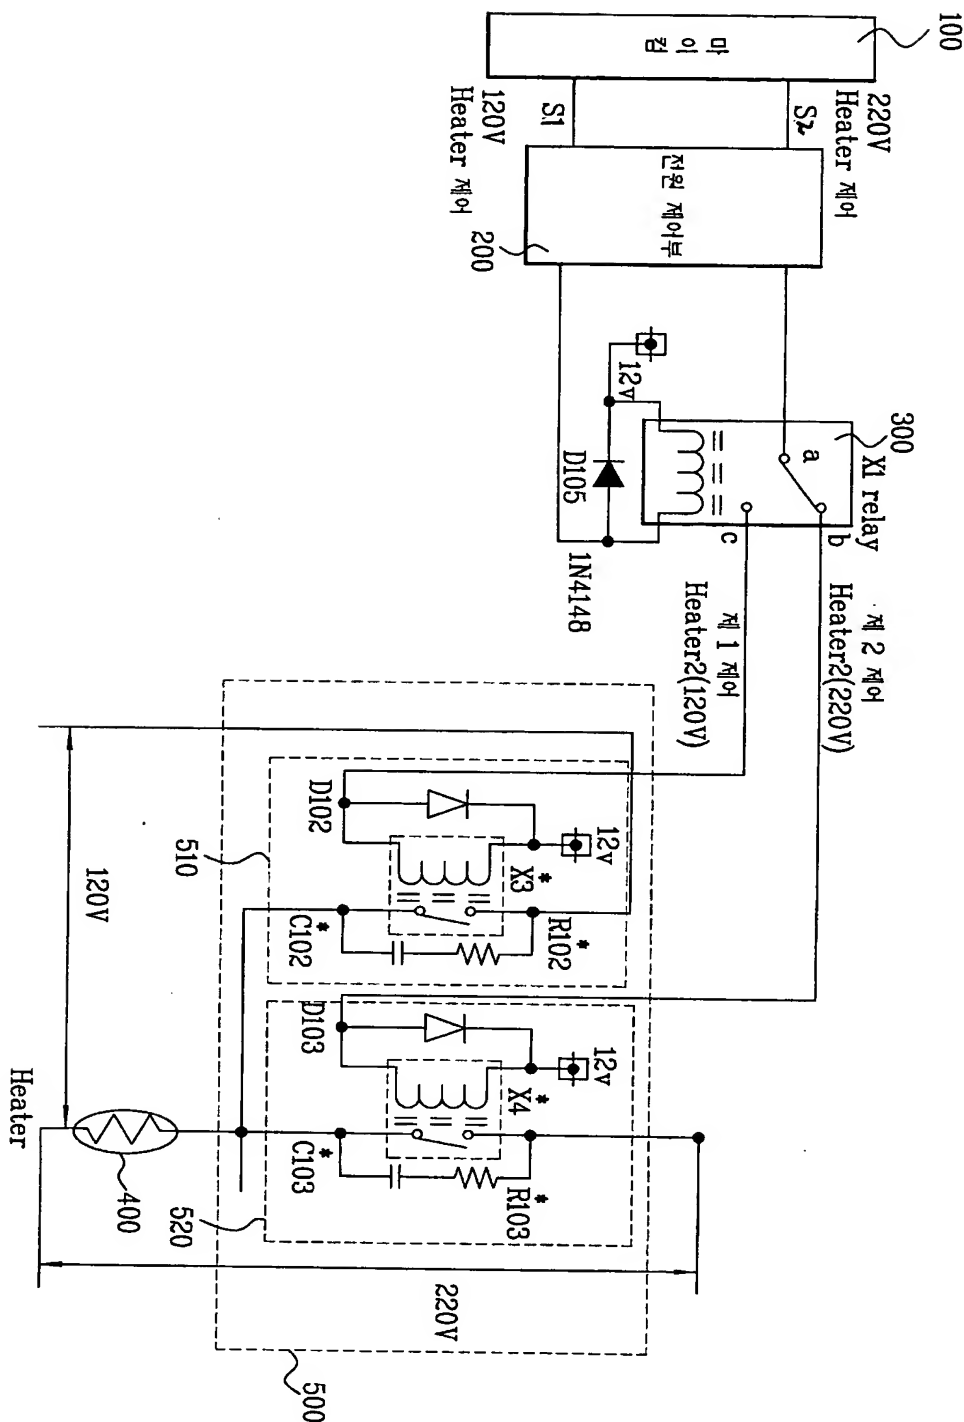 100
마이컴
220V
Heater 제어
S2
S1
120V
Heater 제어
전원 제어부
200
12v
D105
1N4148
300
X1 relay
a
b
c
제 2 제어
Heater2(220V)
제 1 제어
Heater2(120V)
510
D102
12v
X3*
C102*
R102*
120V
D103
12v
X4*
C103*
R103*
520
Heater
400
220V
500